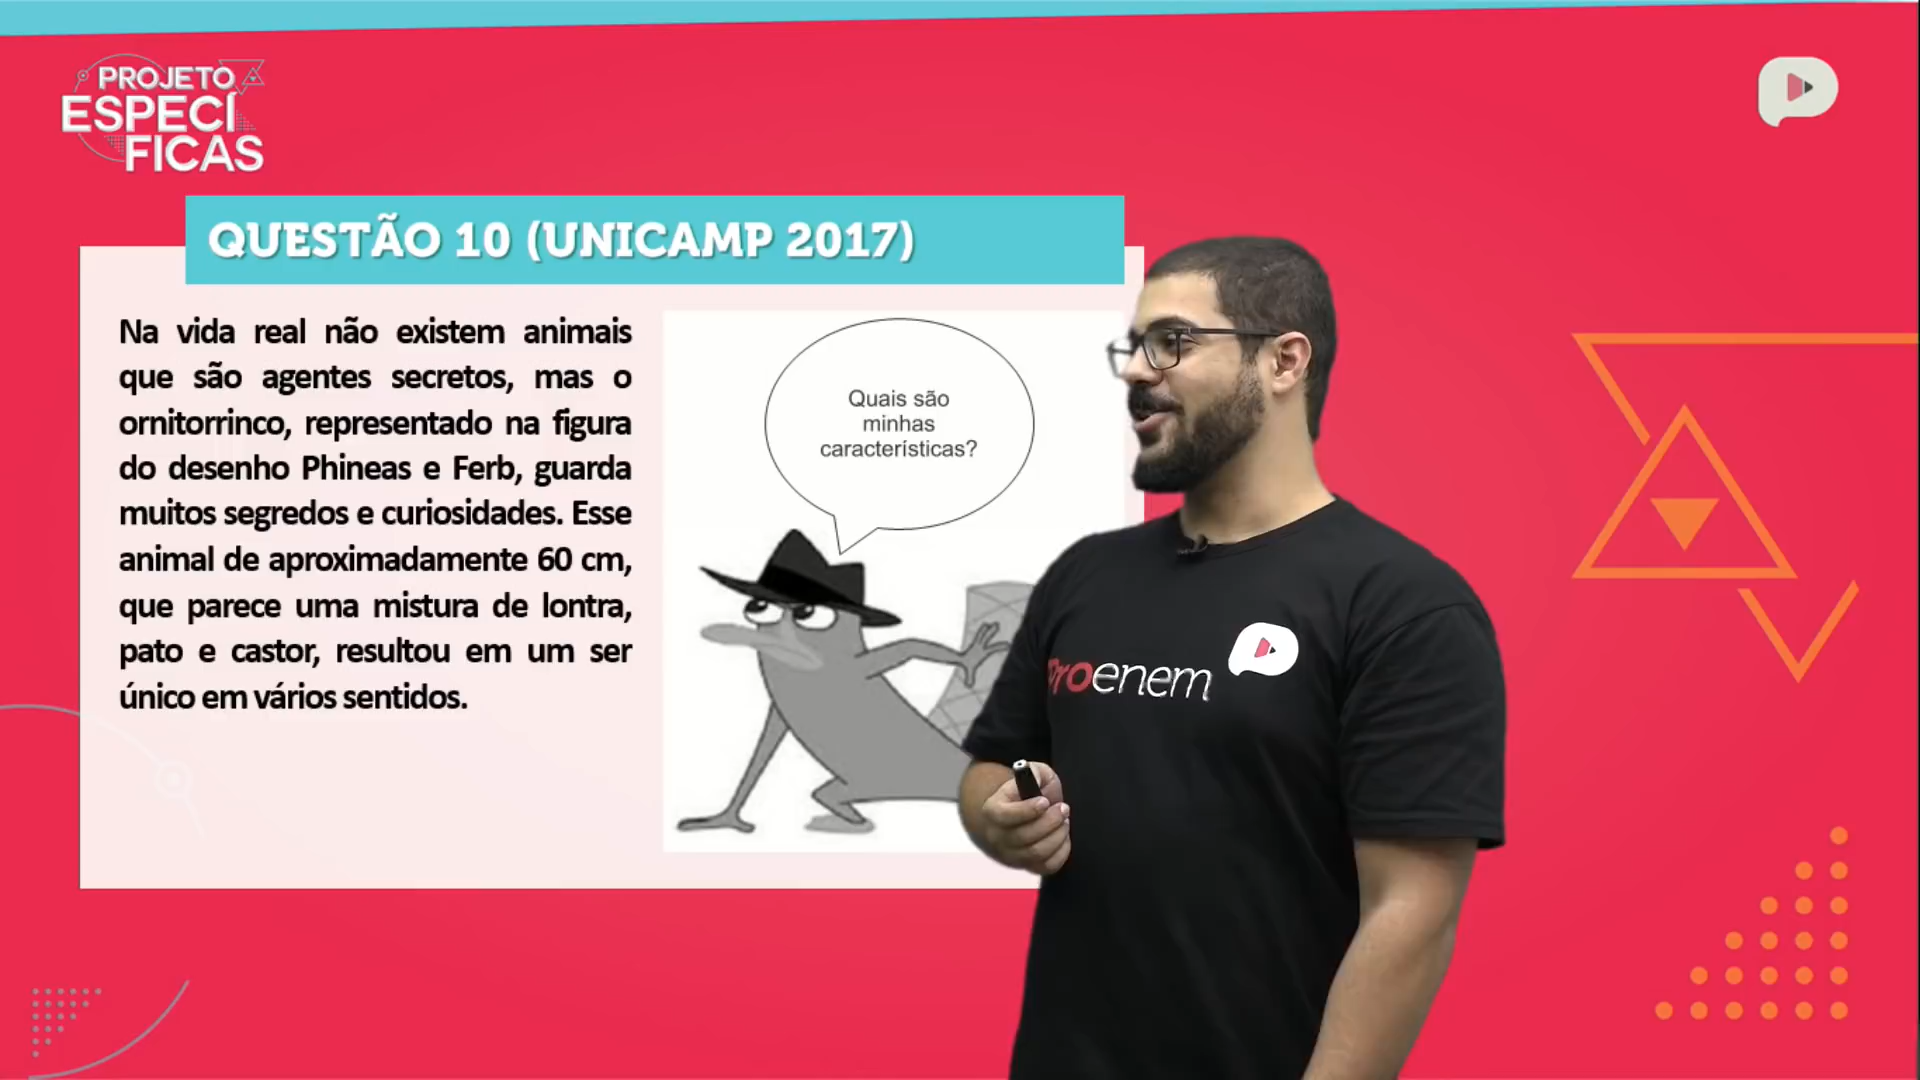 PROJETO
ESPECÍ
FICAS
QUESTÃO 10 (UNICAMP 2017)
Na vida real não existem animais
que são agentes secretos, mas o
ornitorrinco, representado na figura
do desenho Phineas e Ferb, guarda
muitos segredos e curiosidades. Esse
animal de aproximadamente 60 cm,
que parece uma mistura de lontra,
pato e castor, resultou em um ser
único em vários sentidos.
Quais são
minhas
características?
Proenem